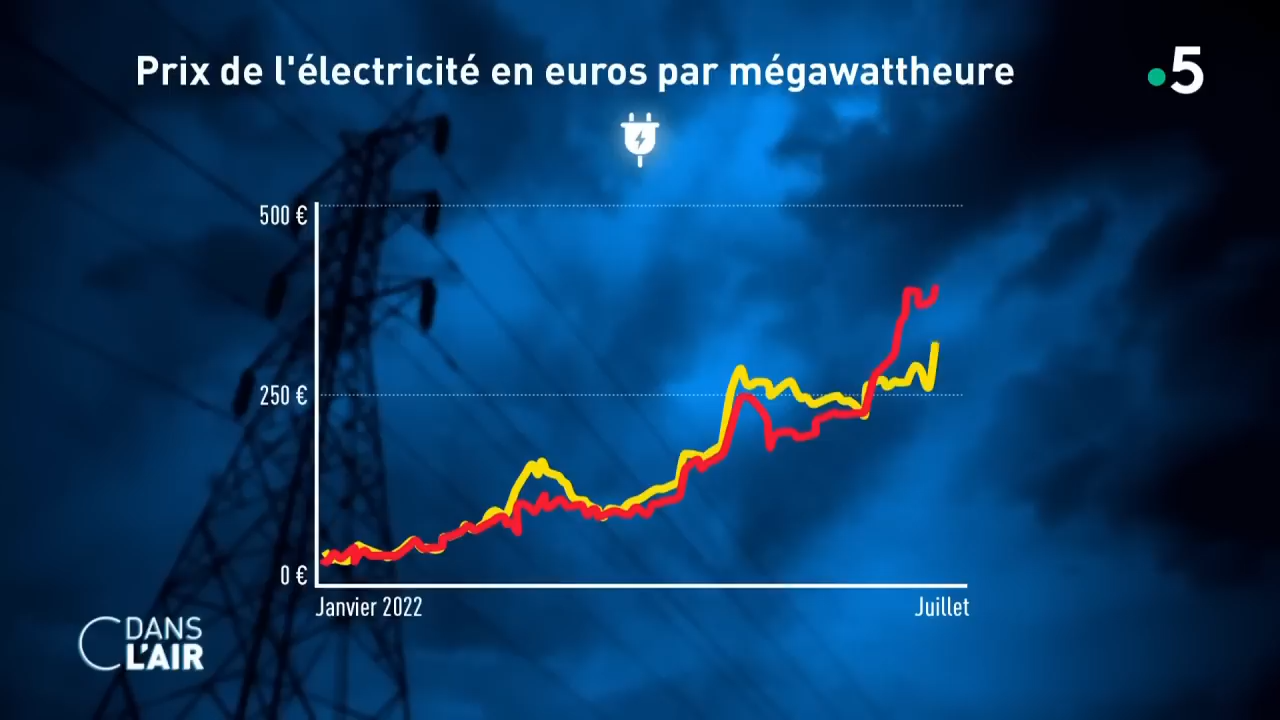 Prix de l'électricité en euros par mégawattheure
5
500 €
250 €
0 €
Janvier 2022
Juillet
C DANS
L'AIR